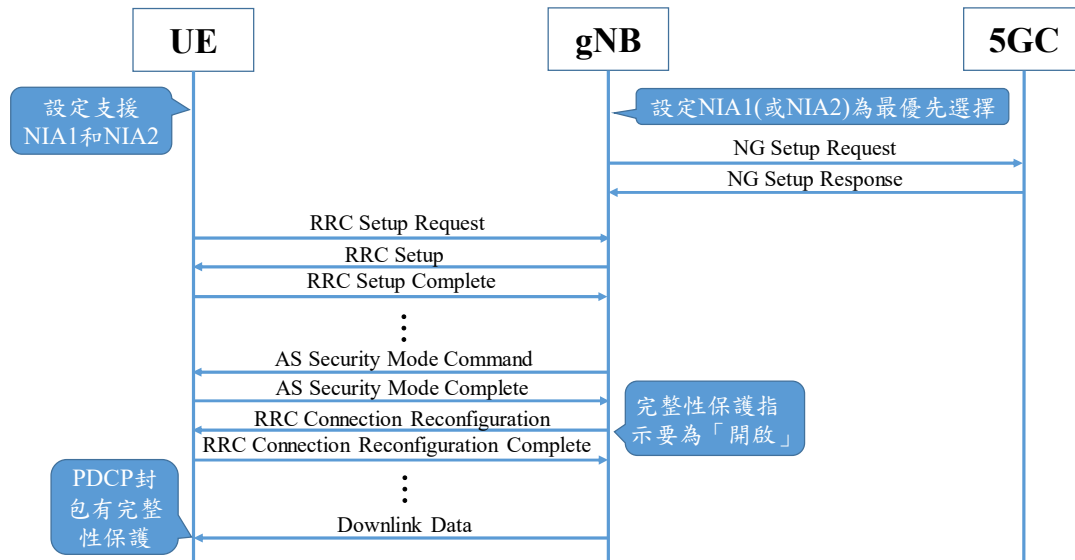 UE
gNB
5GC
設定支援
NIA1和NIA2
設定NIA1(或NIA2)為最優先選擇
NG Setup Request
NG Setup Response
RRC Setup Request
RRC Setup
RRC Setup Complete
AS Security Mode Command
AS Security Mode Complete
RRC Connection Reconfiguration
完整性保護指
示要為「開啟」
RRC Connection Reconfiguration Complete
PDCP封
包有完整
性保護
Downlink Data